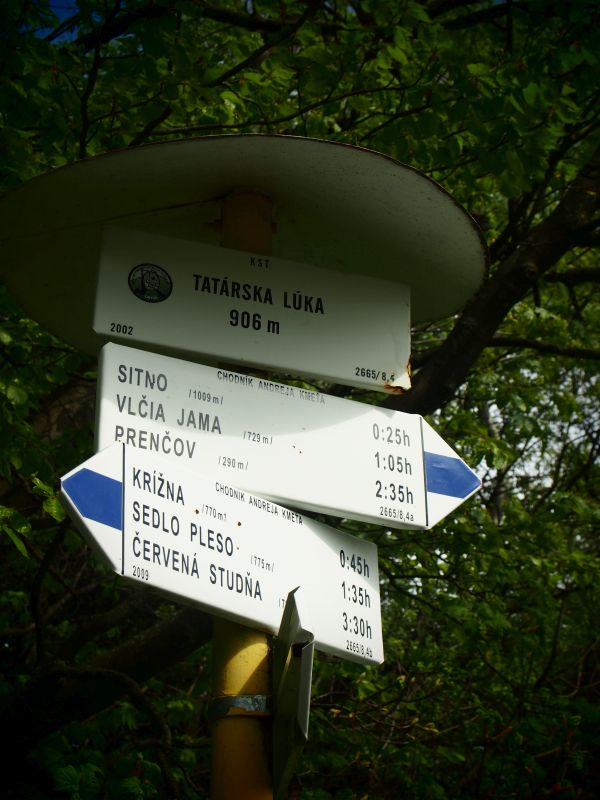 KST
TATÁRSKA LÚKA
906 m
2002 2665/8,4
CHODNÍK ANDREJA KMEŤA
SITNO /1009 m/ 0:25h
VLČIA JAMA /729 m/ 1:05h
PRENČOV /290 m/ 2:35h
2665/8,4a
CHODNÍK ANDREJA KMEŤA
KRÍŽNA /770 m/ 0:45h
SEDLO PLESO /775 m/ 1:35h
ČERVENÁ STUDŇA 3:30h
2009 2665/8,4b